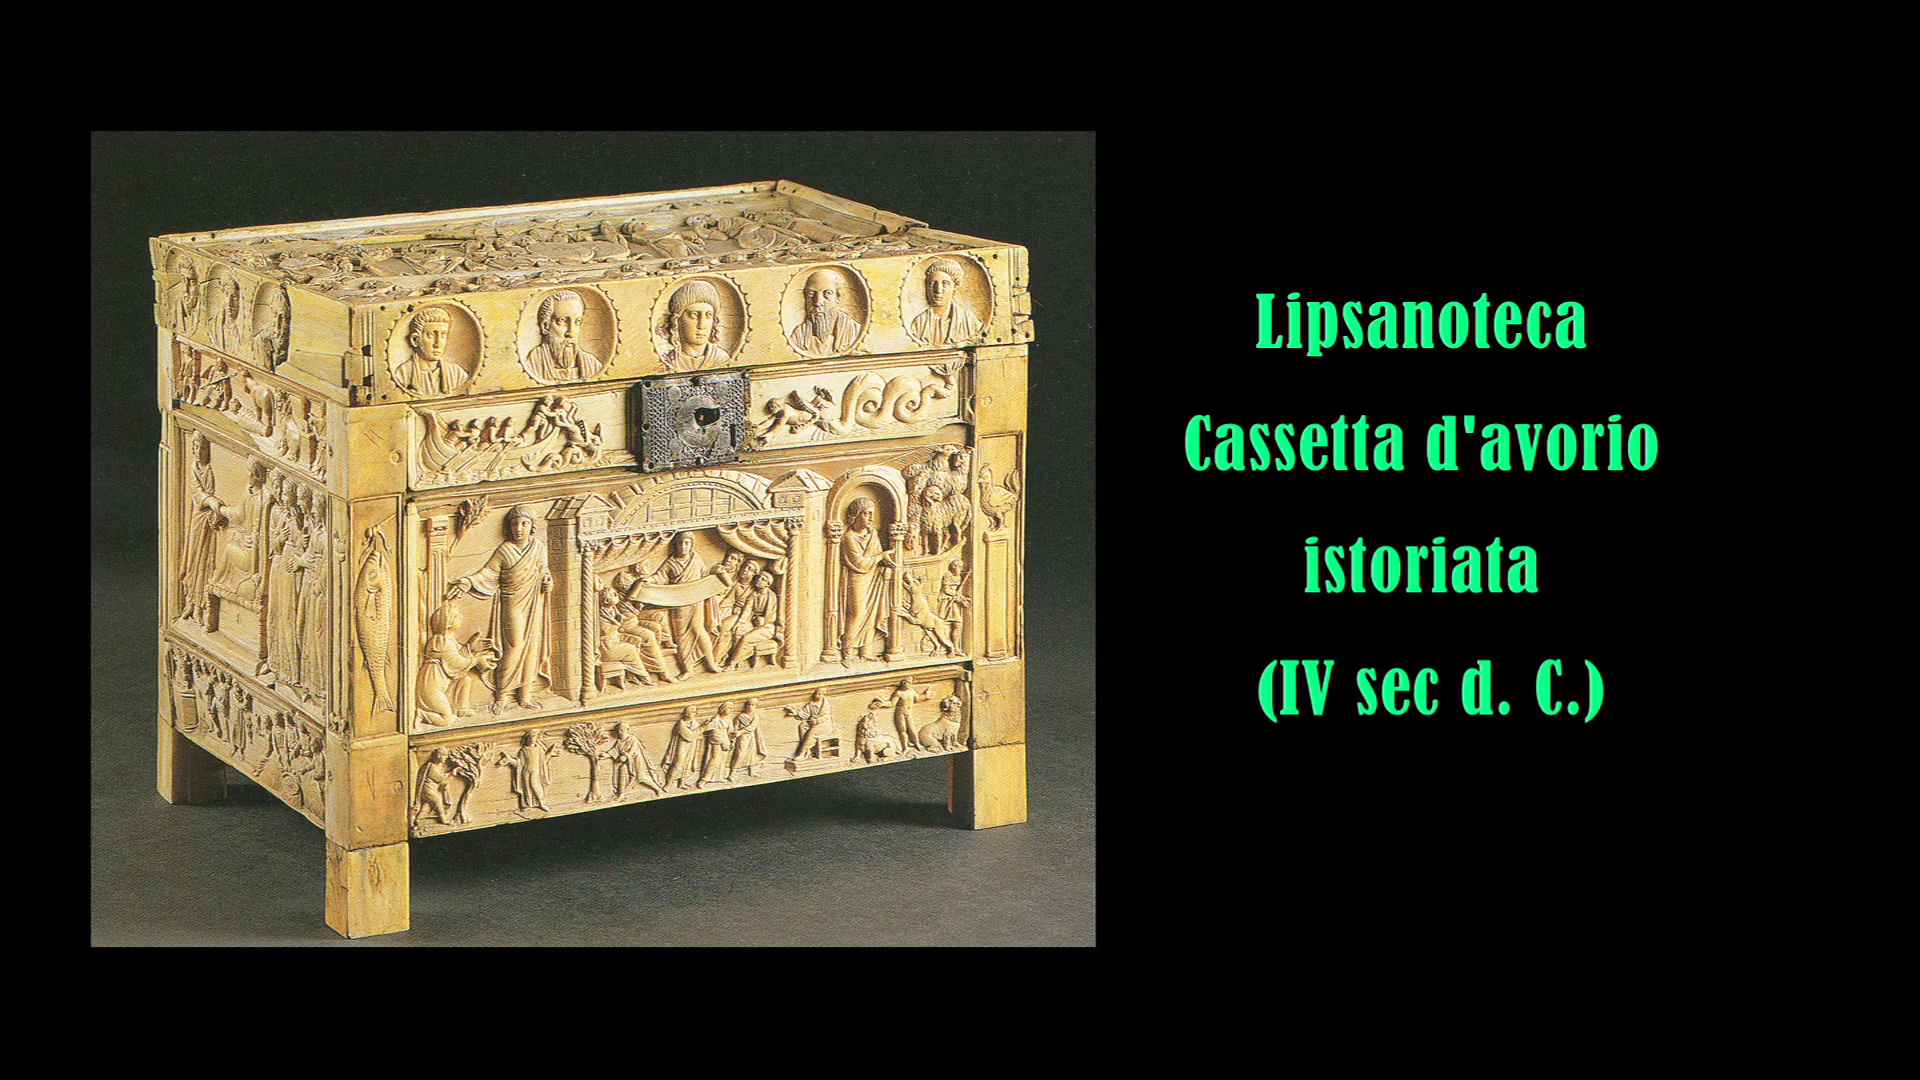 Lipsanoteca
Cassetta d'avorio
istoriata
(IV sec d. C.)